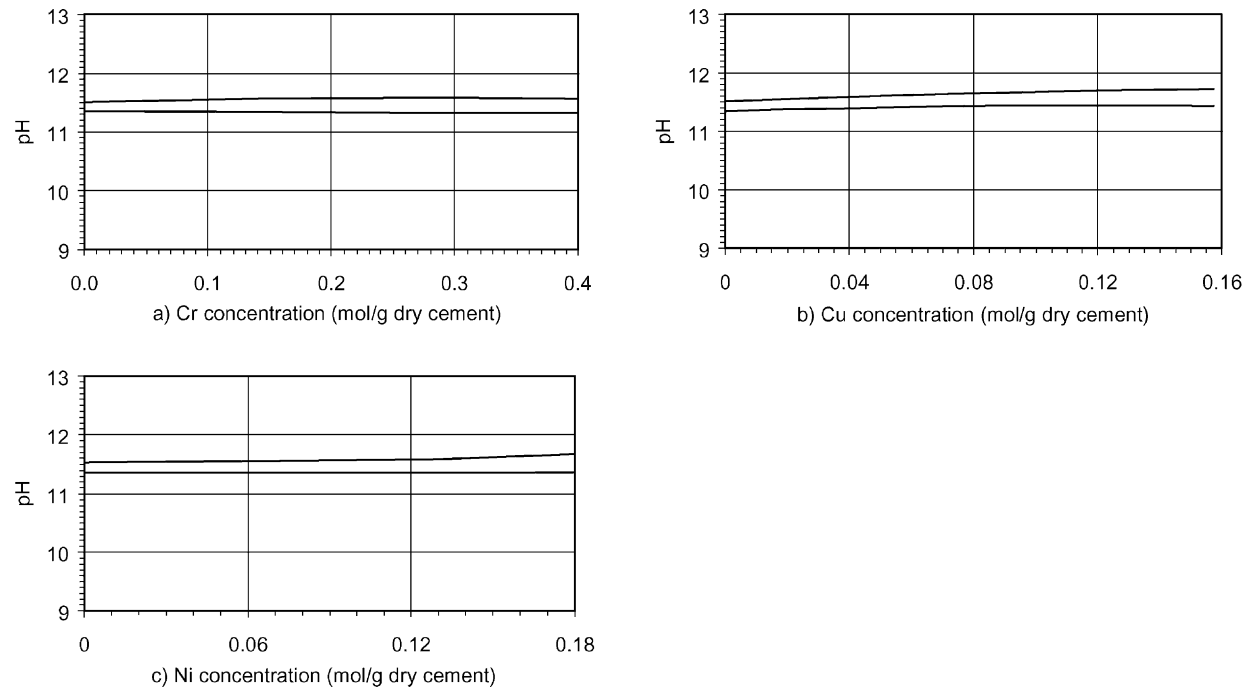 13
12
11
10
9
pH
0.0 0.1 0.2 0.3 0.4
a) Cr concentration (mol/g dry cement)
13
12
11
10
9
pH
0 0.04 0.08 0.12 0.16
b) Cu concentration (mol/g dry cement)
13
12
11
10
9
pH
0 0.06 0.12 0.18
c) Ni concentration (mol/g dry cement)